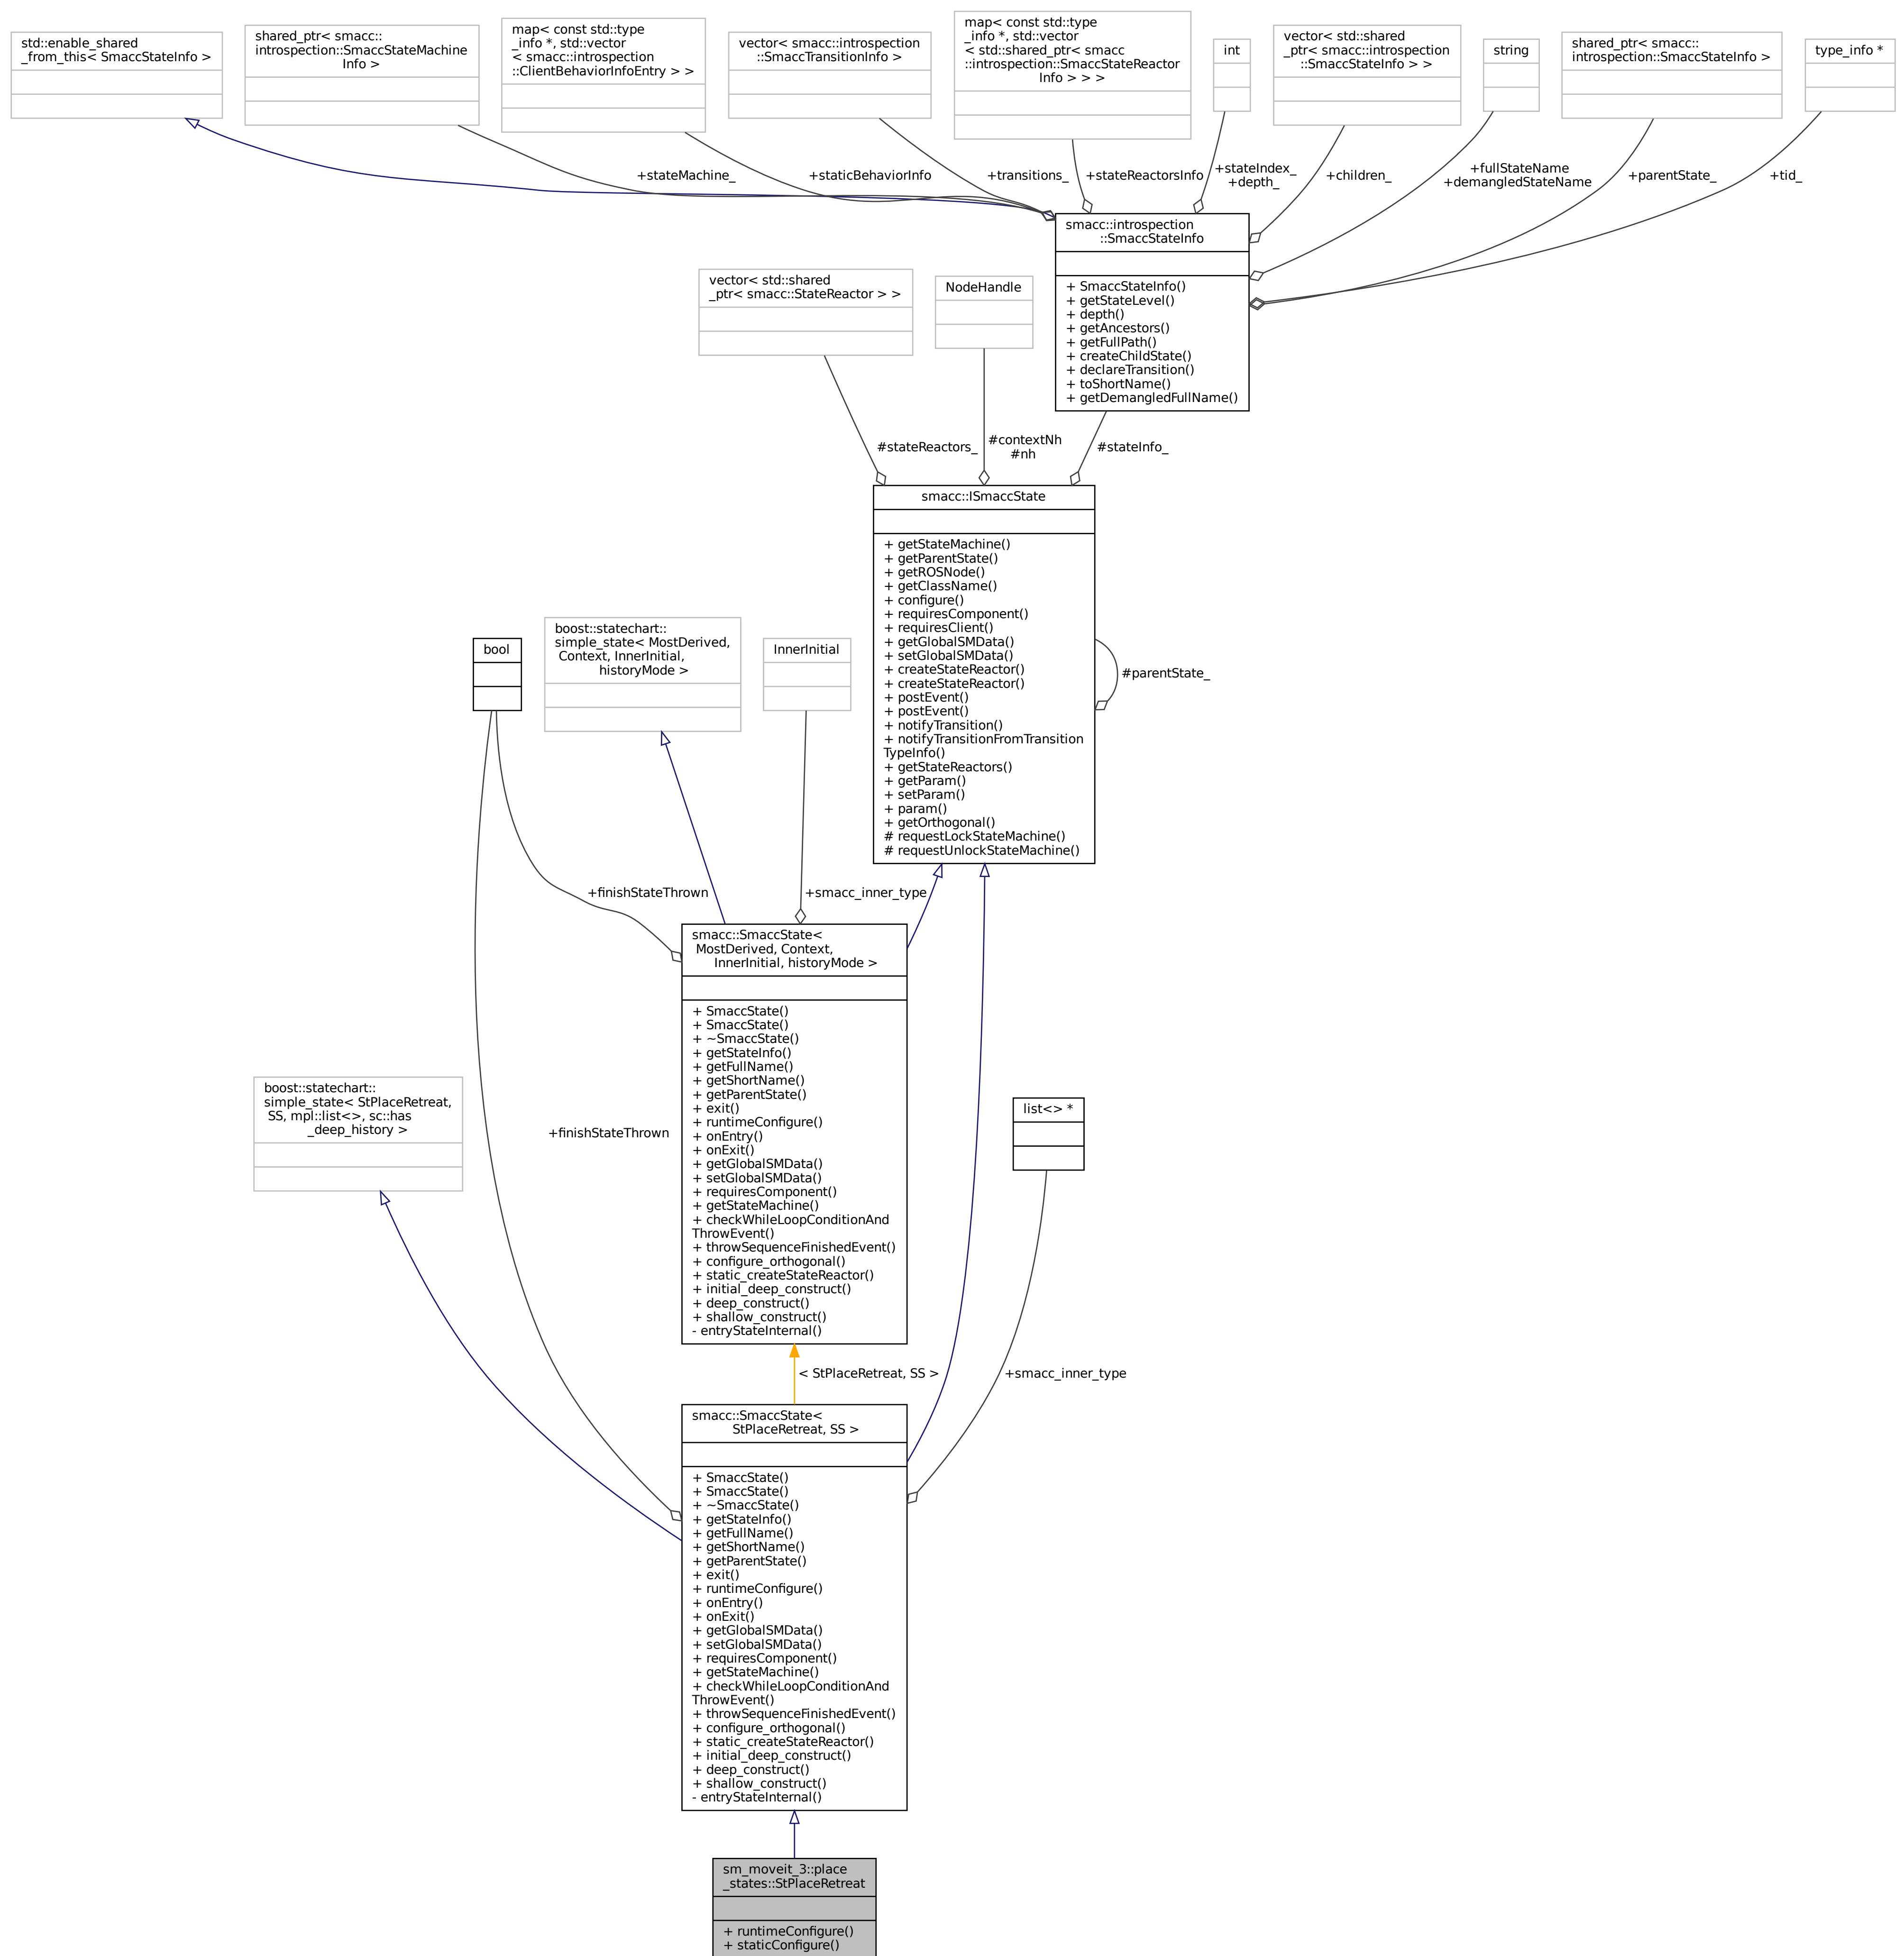 std::enable_shared
_from_this< SmaccStateInfo >
shared_ptr< smacc::
introspection::SmaccStateMachine
Info >
map< const std::type
_info *, std::vector
< smacc::introspection
::ClientBehaviorInfoEntry > >
vector< smacc::introspection
::SmaccTransitionInfo >
map< const std::type
_info *, std::vector
< std::shared_ptr< smacc
::introspection::SmaccStateReactor
Info > > >
int
vector< std::shared
_ptr< smacc::introspection
::SmaccStateInfo > >
string
shared_ptr< smacc::
introspection::SmaccStateInfo >
type_info *
+stateMachine_
+staticBehaviorInfo
+transitions_
+stateReactorsInfo
+stateIndex_
+depth_
+children_
+fullStateName
+demangledStateName
+parentState_
+tid_
smacc::introspection
::SmaccStateInfo
+ SmaccStateInfo()
+ getStateLevel()
+ depth()
+ getAncestors()
+ getFullPath()
+ createChildState()
+ declareTransition()
+ toShortName()
+ getDemangledFullName()
vector< std::shared
_ptr< smacc::StateReactor > >
NodeHandle
#stateReactors_
#contextNh
#nh
#stateInfo_
smacc::ISmaccState
+ getStateMachine()
+ getParentState()
+ getROSNode()
+ getClassName()
+ configure()
+ requiresComponent()
+ requiresClient()
+ getGlobalSMData()
+ setGlobalSMData()
+ createStateReactor()
+ createStateReactor()
+ postEvent()
+ postEvent()
+ notifyTransition()
+ notifyTransitionFromTransition
TypeInfo()
+ getStateReactors()
+ getParam()
+ setParam()
+ param()
+ getOrthogonal()
# requestLockStateMachine()
# requestUnlockStateMachine()
#parentState_
bool
boost::statechart::
simple_state< MostDerived,
Context, InnerInitial,
historyMode >
InnerInitial
+finishStateThrown
+smacc_inner_type
smacc::SmaccState<
MostDerived, Context,
InnerInitial, historyMode >
+ SmaccState()
+ SmaccState()
+ ~SmaccState()
+ getStateInfo()
+ getFullName()
+ getShortName()
+ getParentState()
+ exit()
+ runtimeConfigure()
+ onEntry()
+ onExit()
+ getGlobalSMData()
+ setGlobalSMData()
+ requiresComponent()
+ getStateMachine()
+ checkWhileLoopConditionAnd
ThrowEvent()
+ throwSequenceFinishedEvent()
+ configure_orthogonal()
+ static_createStateReactor()
+ initial_deep_construct()
+ deep_construct()
+ shallow_construct()
- entryStateInternal()
boost::statechart::
simple_state< StPlaceRetreat,
SS, mpl::list<>, sc::has
_deep_history >
+finishStateThrown
list<> *
< StPlaceRetreat, SS >
+smacc_inner_type
smacc::SmaccState<
StPlaceRetreat, SS >
+ SmaccState()
+ SmaccState()
+ ~SmaccState()
+ getStateInfo()
+ getFullName()
+ getShortName()
+ getParentState()
+ exit()
+ runtimeConfigure()
+ onEntry()
+ onExit()
+ getGlobalSMData()
+ setGlobalSMData()
+ requiresComponent()
+ getStateMachine()
+ checkWhileLoopConditionAnd
ThrowEvent()
+ throwSequenceFinishedEvent()
+ configure_orthogonal()
+ static_createStateReactor()
+ initial_deep_construct()
+ deep_construct()
+ shallow_construct()
- entryStateInternal()
sm_moveit_3::place
_states::StPlaceRetreat
+ runtimeConfigure()
+ staticConfigure()